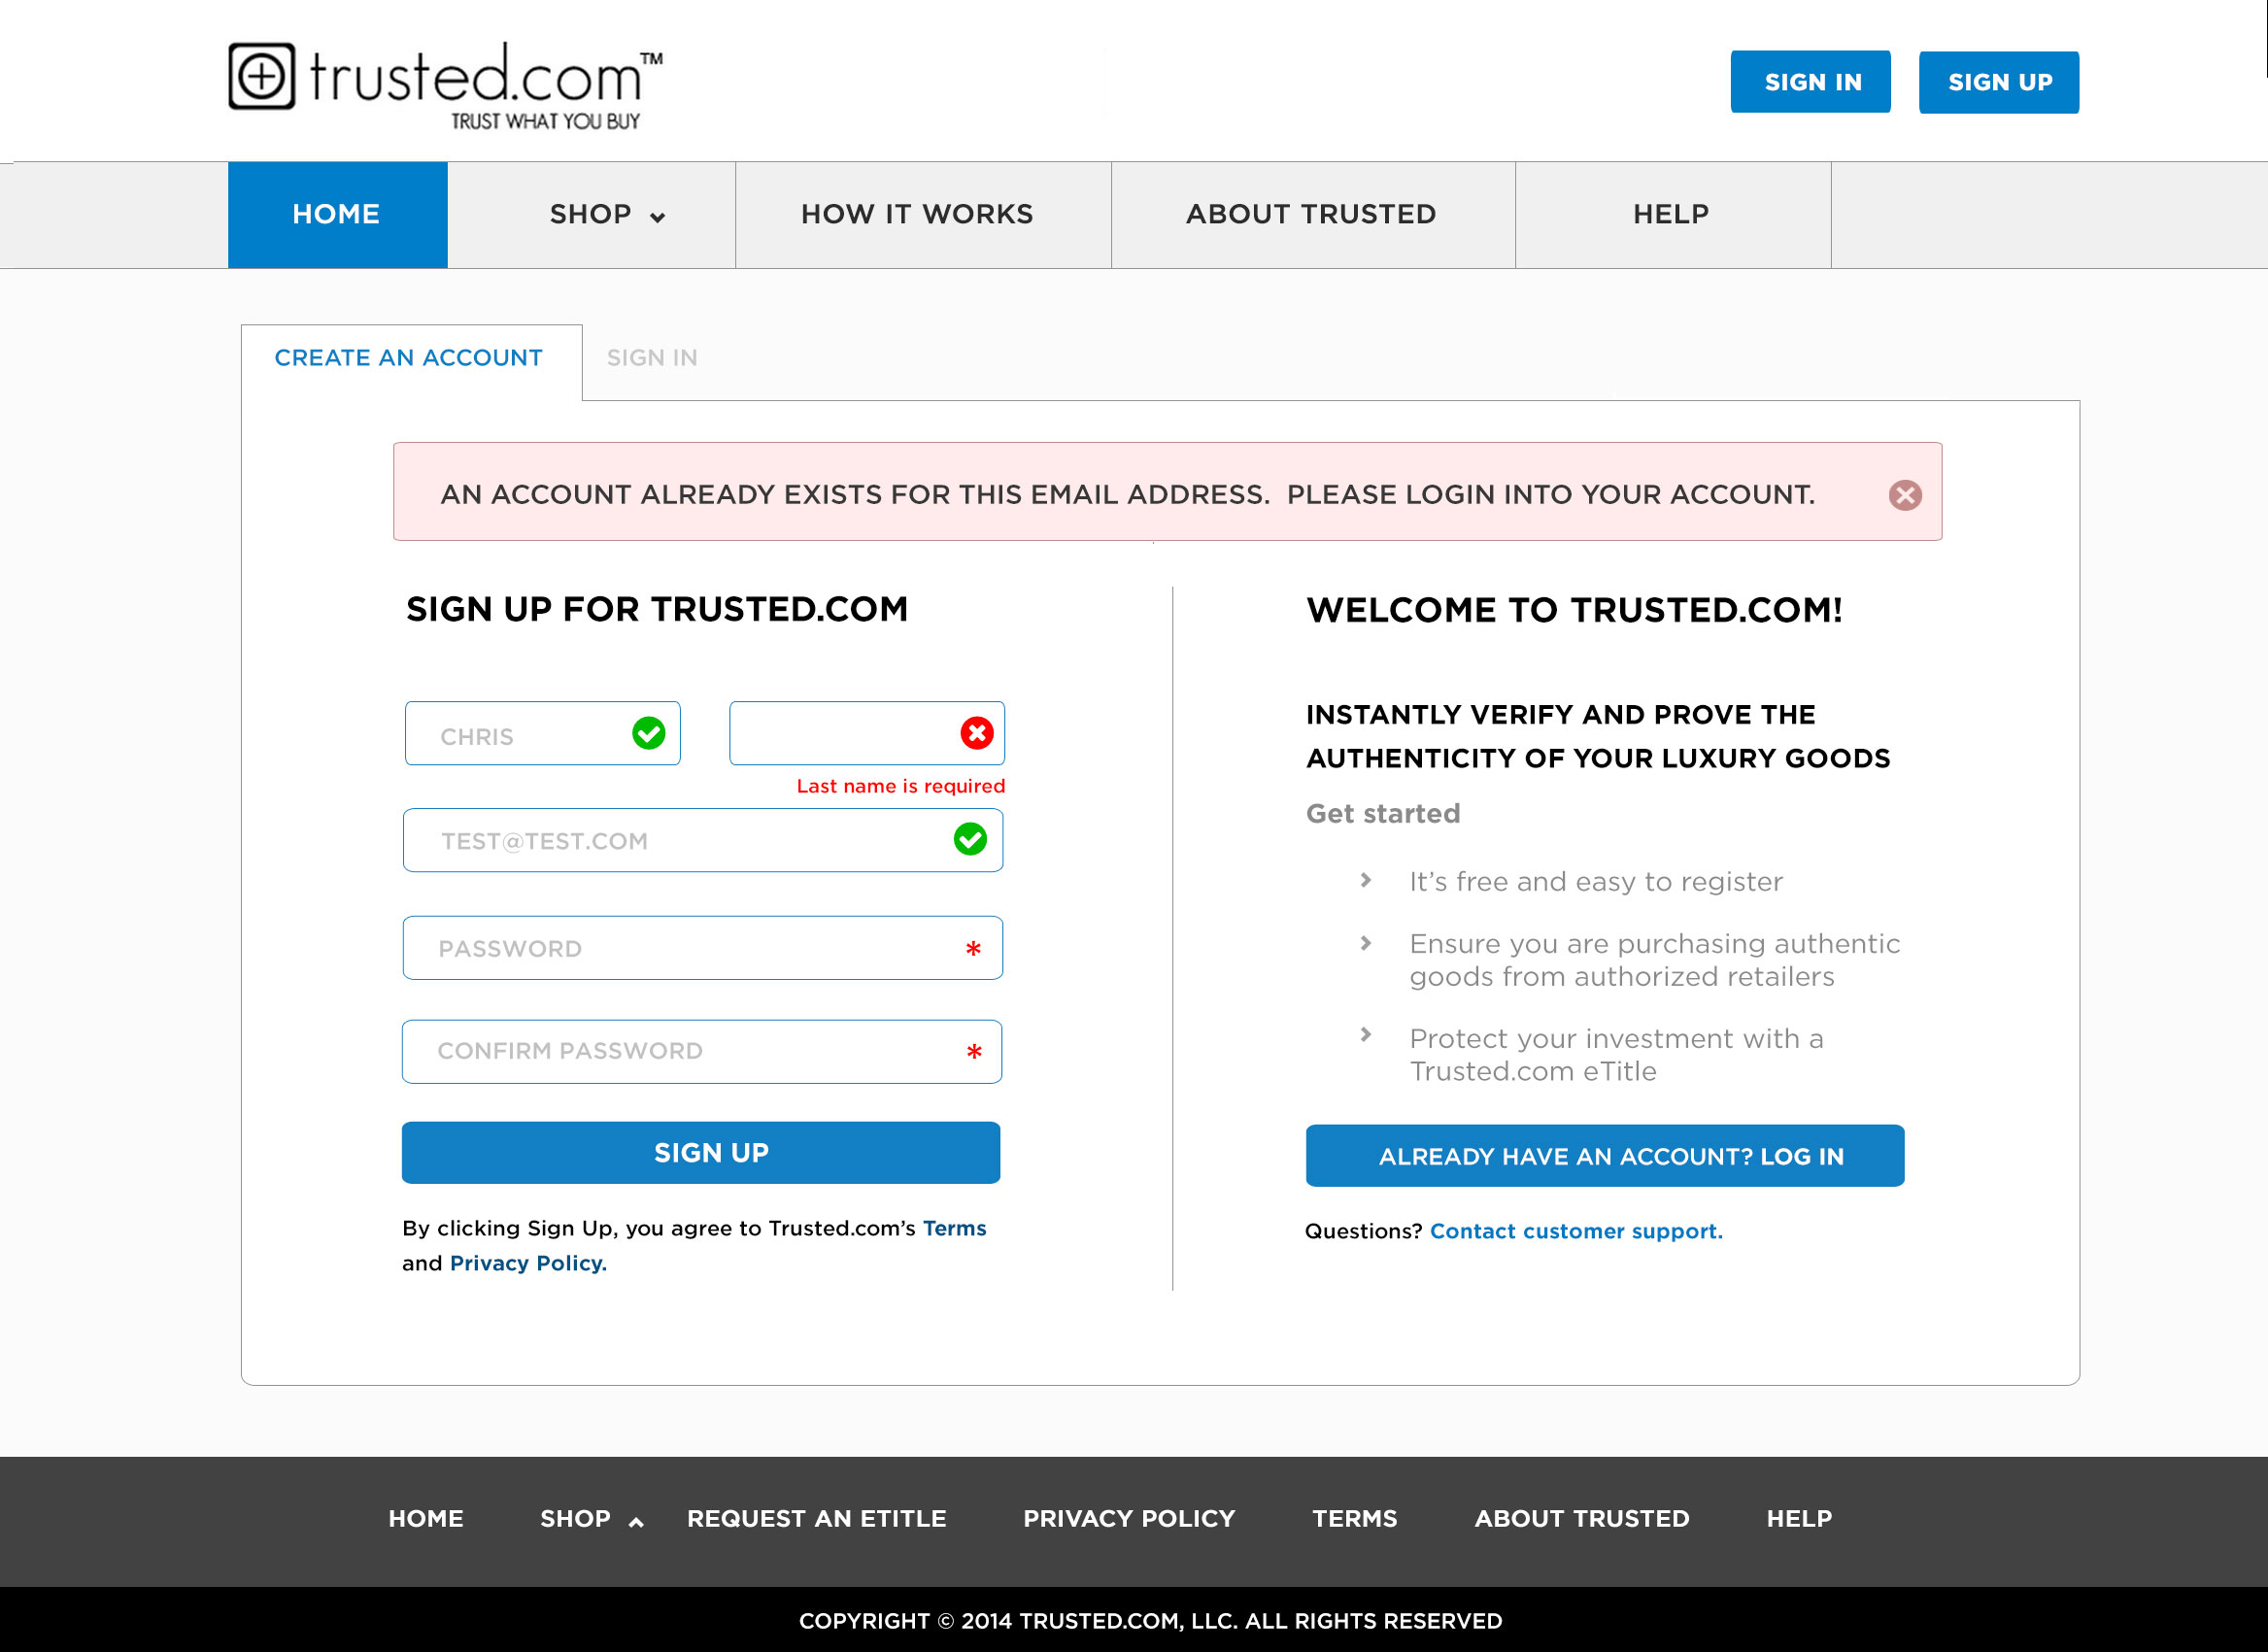 trusted.com™
TRUST WHAT YOU BUY
SIGN IN
SIGN UP
HOME
SHOP
HOW IT WORKS
ABOUT TRUSTED
HELP
CREATE AN ACCOUNT
SIGN IN
AN ACCOUNT ALREADY EXISTS FOR THIS EMAIL ADDRESS. PLEASE LOGIN INTO YOUR ACCOUNT.
SIGN UP FOR TRUSTED.COM
CHRIS
Last name is required
TEST@TEST.COM
PASSWORD *
CONFIRM PASSWORD *
SIGN UP
By clicking Sign Up, you agree to Trusted.com’s Terms
and Privacy Policy.
WELCOME TO TRUSTED.COM!
INSTANTLY VERIFY AND PROVE THE
AUTHENTICITY OF YOUR LUXURY GOODS
Get started
It’s free and easy to register
Ensure you are purchasing authentic
goods from authorized retailers
Protect your investment with a
Trusted.com eTitle
ALREADY HAVE AN ACCOUNT? LOG IN
Questions? Contact customer support.
HOME
SHOP
REQUEST AN ETITLE
PRIVACY POLICY
TERMS
ABOUT TRUSTED
HELP
COPYRIGHT © 2014 TRUSTED.COM, LLC. ALL RIGHTS RESERVED